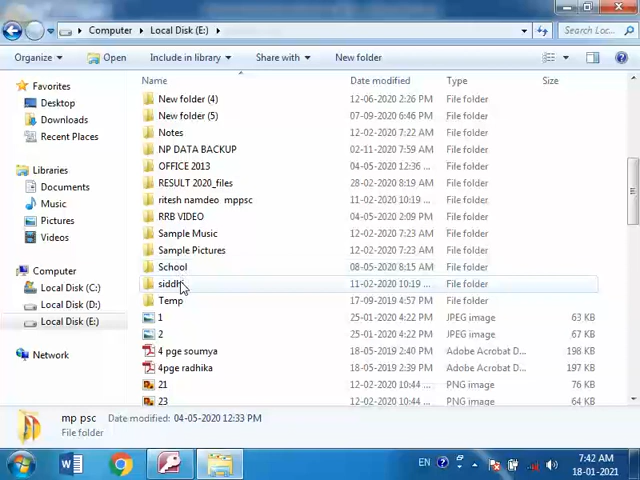 Computer ▸ Local Disk (E:) ▸
Search Loc...
Organize Open Include in library Share with New folder
Name Date modified Type Size
Favorites
Desktop
Downloads
Recent Places
Libraries
Documents
Music
Pictures
Videos
Computer
Local Disk (C:)
Local Disk (D:)
Local Disk (E:)
Network
New folder (4) 12-06-2020 2:26 PM File folder
New folder (5) 07-09-2020 6:46 PM File folder
Notes 12-02-2020 7:22 AM File folder
NP DATA BACKUP 02-11-2020 7:59 AM File folder
OFFICE 2013 04-05-2020 12:36 ... File folder
RESULT 2020_files 28-02-2020 8:19 AM File folder
ritesh namdeo mppsc 11-02-2020 10:19 ... File folder
RRB VIDEO 04-05-2020 2:09 PM File folder
Sample Music 12-02-2020 7:23 AM File folder
Sample Pictures 12-02-2020 7:23 AM File folder
School 08-05-2020 8:15 AM File folder
11-02-2020 10:19 ... File folder
Temp 17-09-2019 4:57 PM File folder
1 25-01-2020 4:22 PM JPEG image 63 KB
2 25-01-2020 4:22 PM JPEG image 67 KB
4 pge soumya 18-05-2019 2:40 PM Adobe Acrobat D... 198 KB
4pge radhika 18-05-2019 2:39 PM Adobe Acrobat D... 197 KB
21 12-02-2020 10:44 ... PNG image 76 KB
23 12-02-2020 10:44 ... PNG image 64 KB
mp psc Date modified: 04-05-2020 12:33 PM
File folder
EN
7:42 AM
18-01-2021